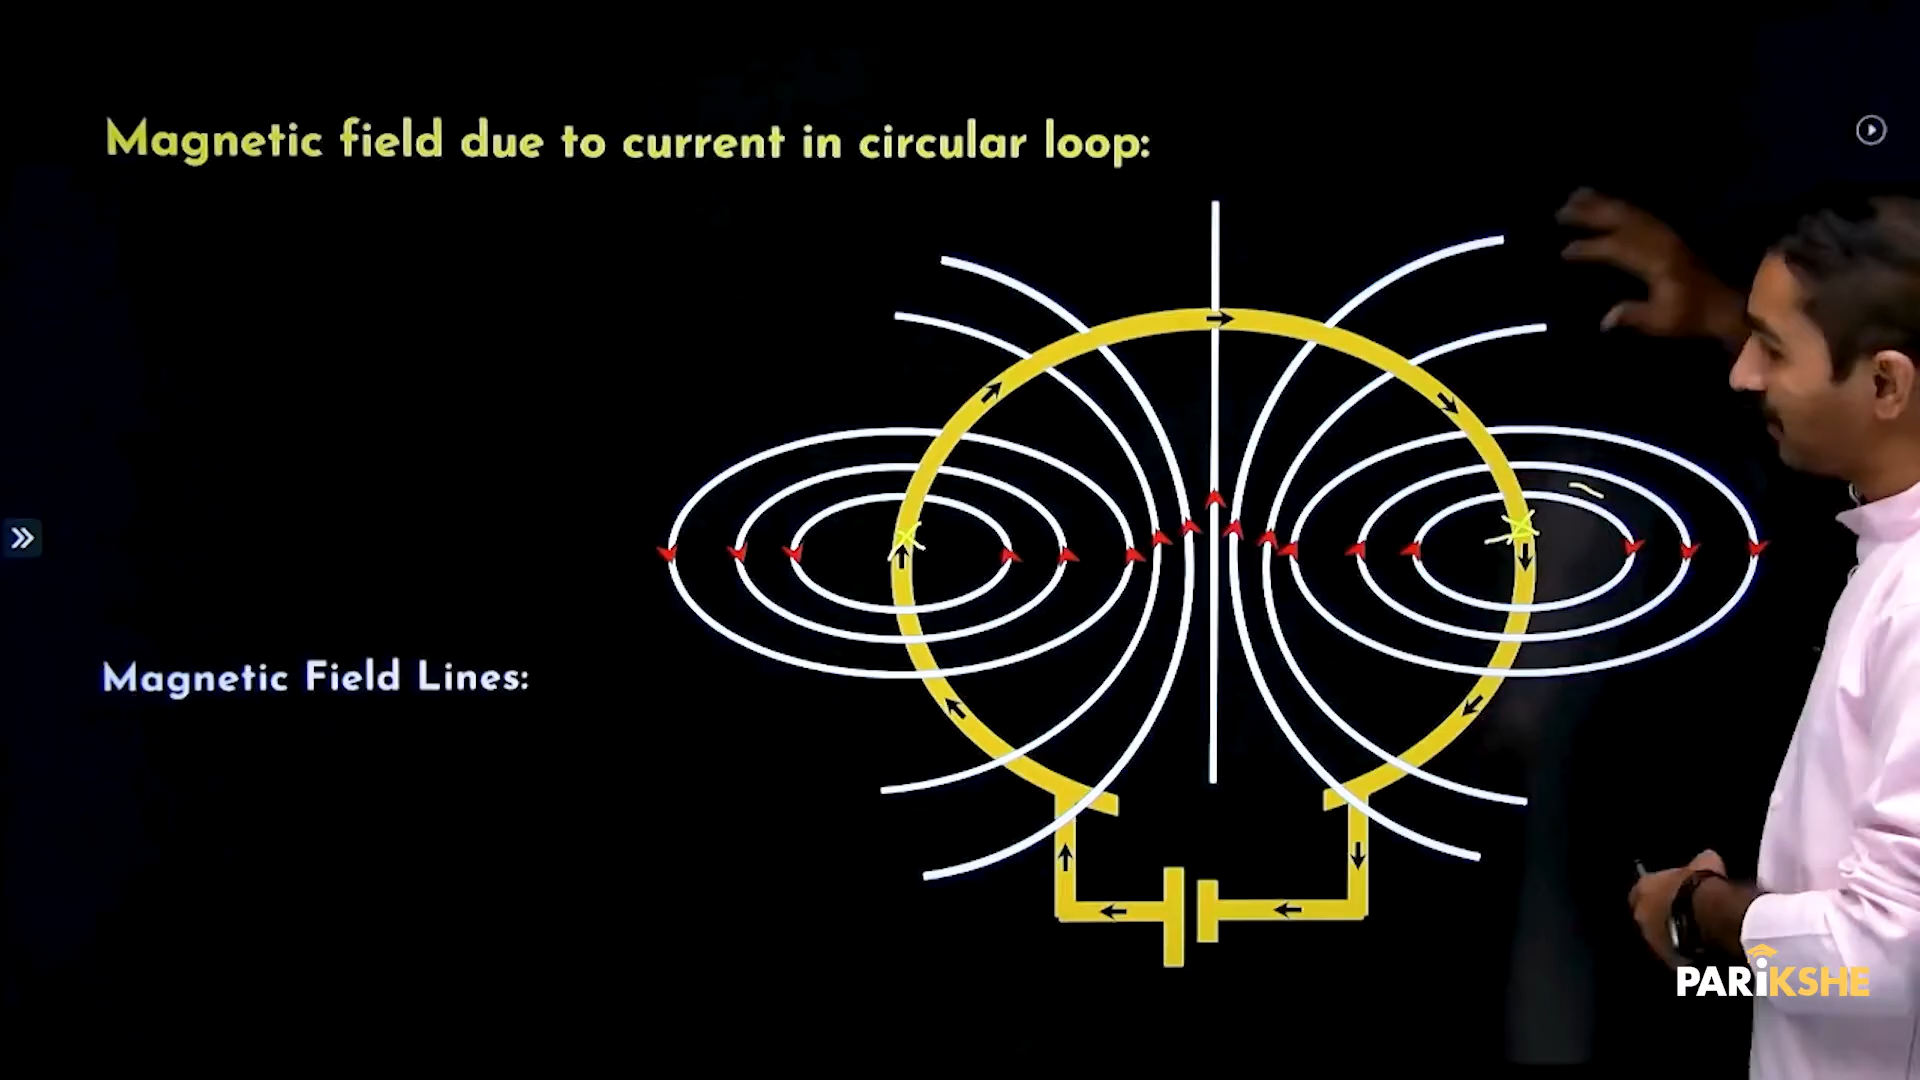 Magnetic field due to current in circular loop:
Magnetic Field Lines:
PARiKSHE